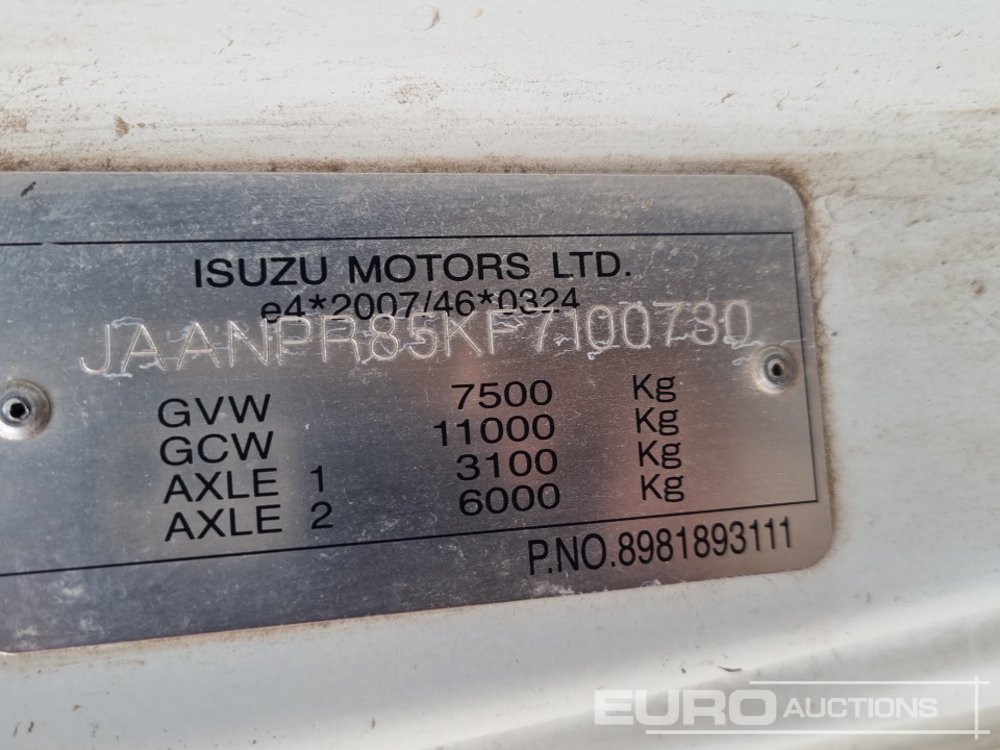 ISUZU MOTORS LTD.
e4*2007/46*0324
JAANPR85KF7100730
GVW 7500 Kg
GCW 11000 Kg
AXLE 1 3100 Kg
AXLE 2 6000 Kg
P.NO.8981893111
EURO AUCTIONS